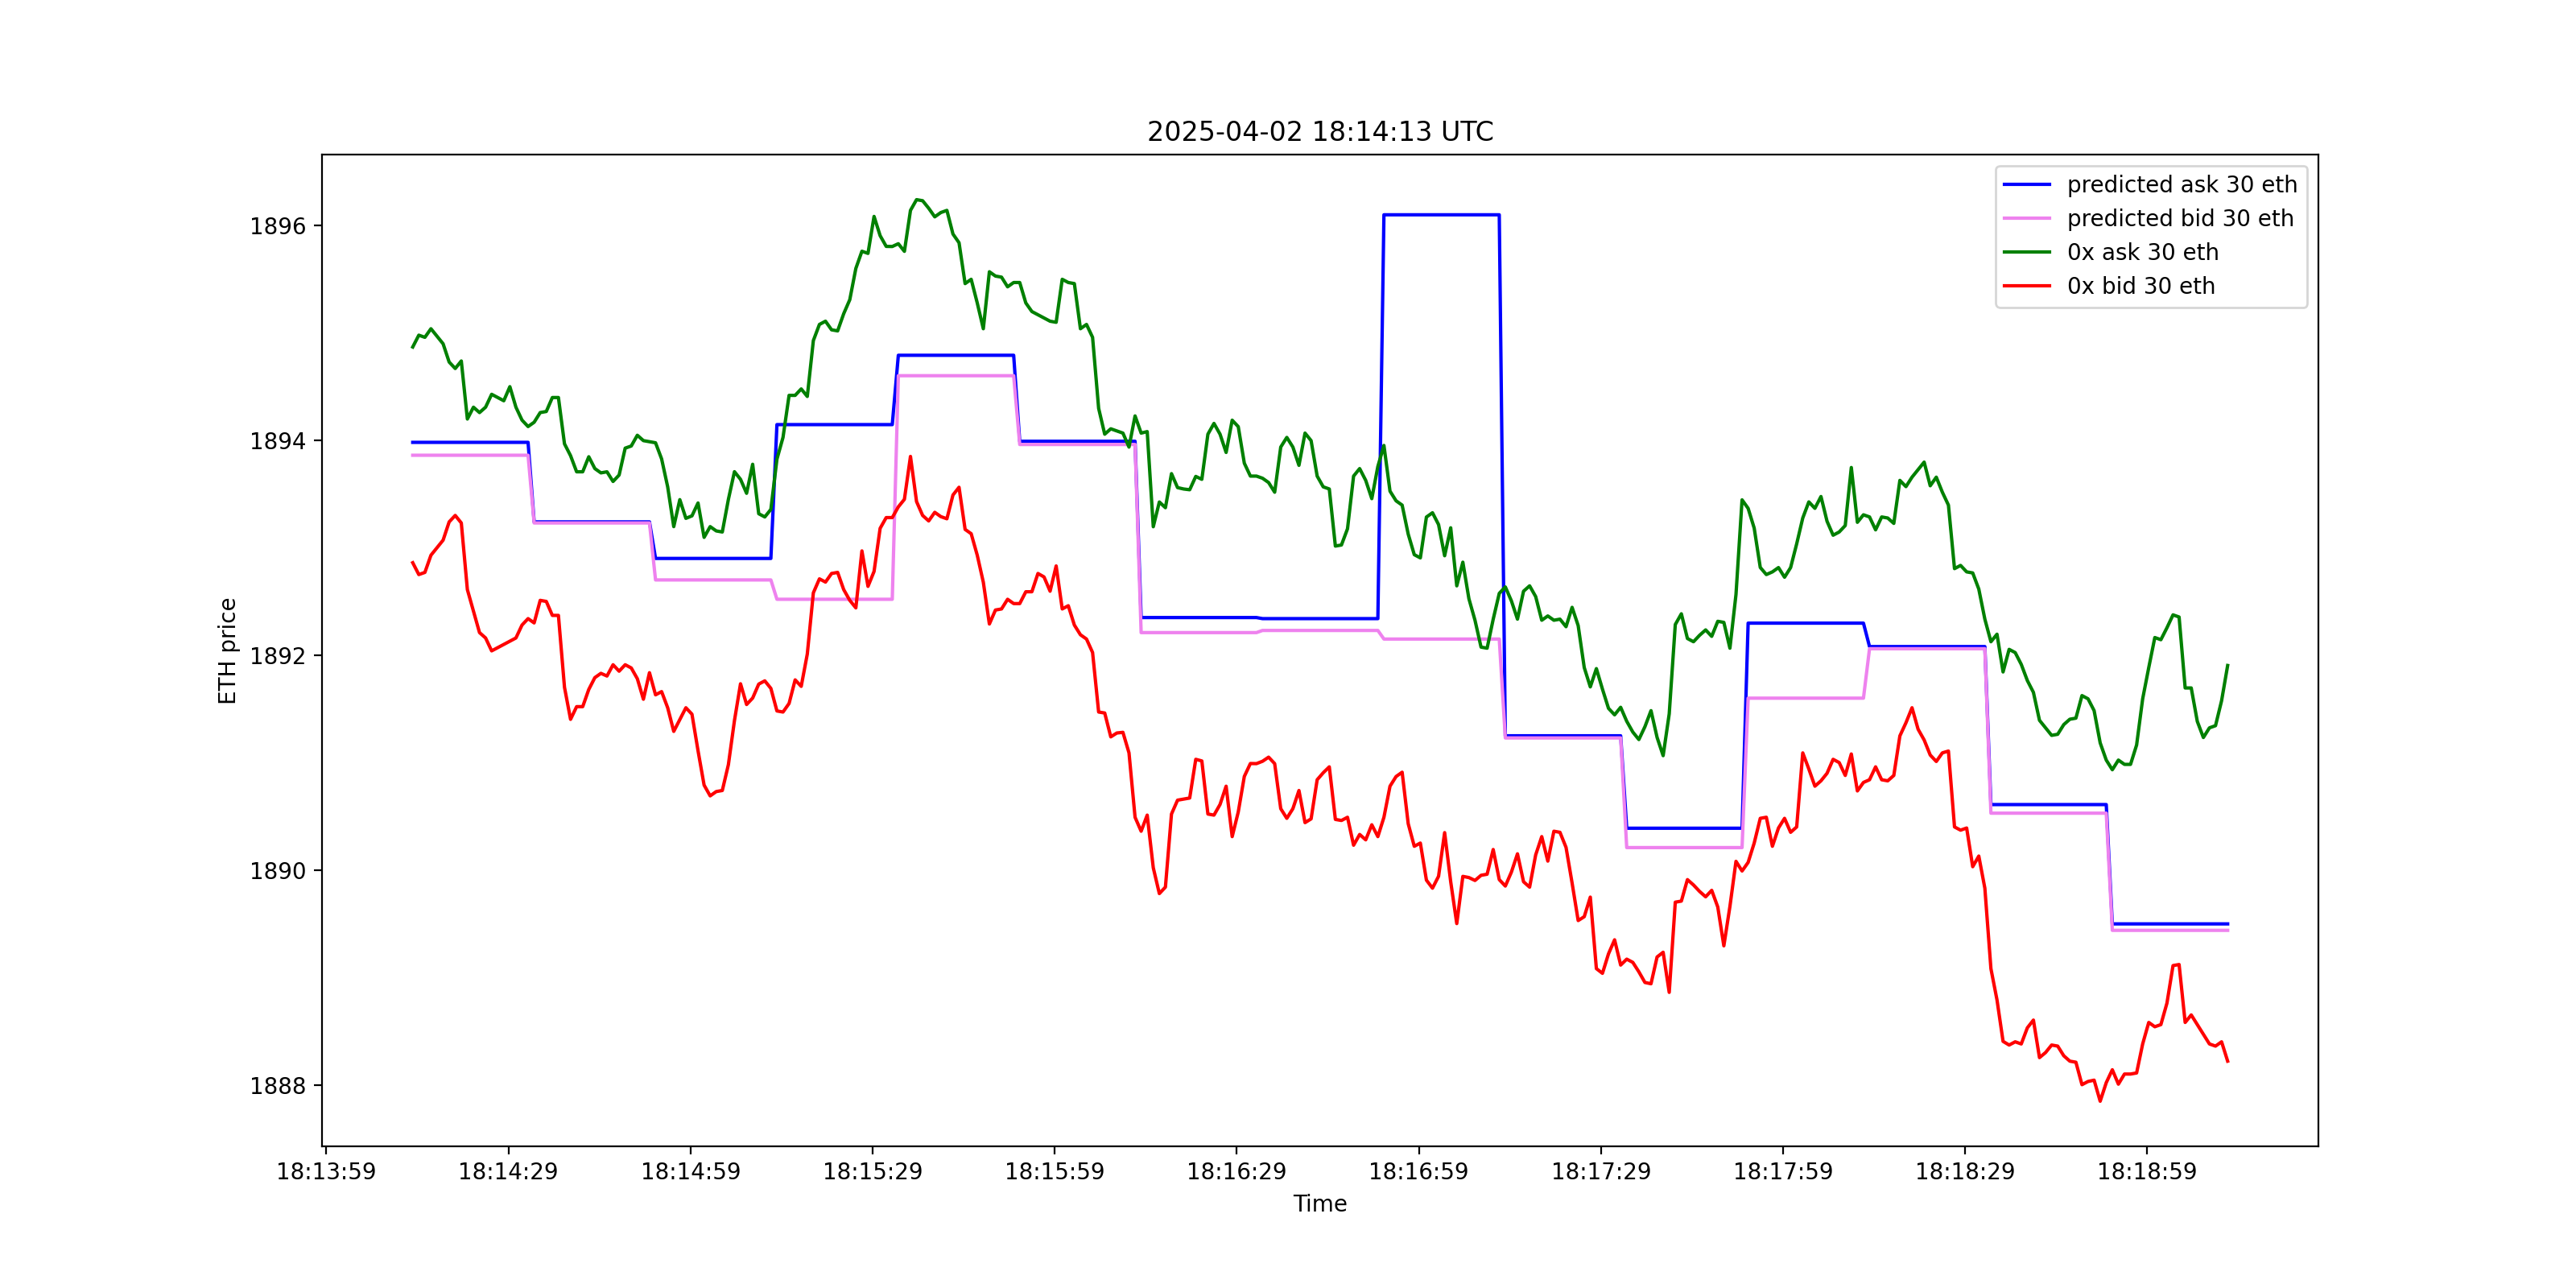 2025-04-02 18:14:13 UTC
predicted ask 30 eth
predicted bid 30 eth
0x ask 30 eth
0x bid 30 eth
1896
1894
1892
1890
1888
ETH price
18:13:59 18:14:29 18:14:59 18:15:29 18:15:59 18:16:29 18:16:59 18:17:29 18:17:59 18:18:29 18:18:59
Time